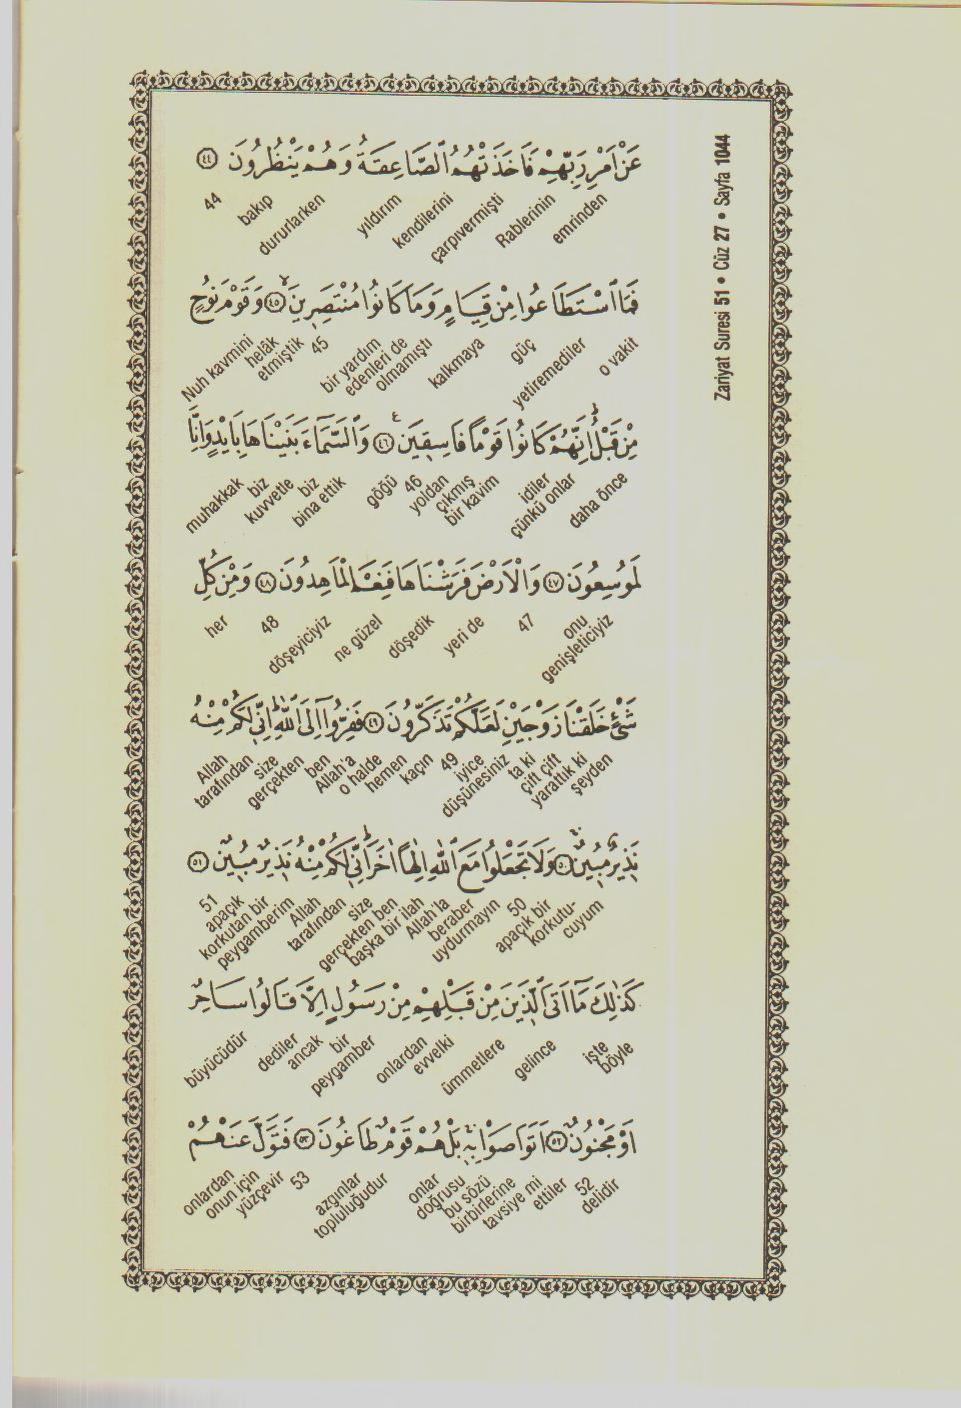 Zariyat Suresi 51 • Cüz 27 • Sayfa 1044
عَنْ اَمْرِ رَبِّهِمْ فَاَخَذَتْهُمُ الصَّاعِقَةُ وَهُمْ يَنْظُرُونَ ﴿٤٤﴾
emrinden Rablerinin çarpıvermişti kendilerini yıldırım dururlarken bakıp 44
فَمَا اسْتَطَاعُوا مِنْ قِيَامٍ وَمَا كَانُوا مُنْتَصِرِينَۙ ﴿٤٥﴾ وَقَوْمَ نُوحٍ
o vakit yetiremediler güç kalkmaya olmamıştı edenleri de bir yardım 45 etmiştik helâk Nuh kavmini
مِنْ قَبْلُۜ اِنَّهُمْ كَانُوا قَوْمًا فَاسِقِينَ۟ ﴿٤٦﴾ وَالسَّمَٓاءَ بَنَيْنَاهَا بِاَيْدٍ وَاِنَّا
daha önce çünkü onlar idiler bir kavim çıkmış yoldan 46 göğü bina ettik biz kuvvetle biz muhakkak
لَمُوسِعُونَ ﴿٤٧﴾ وَالْاَرْضَ فَرَشْنَاهَا فَنِعْمَ الْمَاهِدُونَ ﴿٤٨﴾ وَمِنْ كُلِّ
genişleticiyiz onu 47 yeri de döşedik ne güzel döşeyiciyiz 48 her
شَيْءٍ خَلَقْنَا زَوْجَيْنِ لَعَلَّكُمْ تَذَكَّرُونَ ﴿٤٩﴾ فَفِرُّٓوا اِلَى اللّٰهِۜ اِنّ۪ي لَكُمْ مِنْهُ
şeyden yarattık ki çift çift ta ki düşünesiniz iyice 49 kaçın hemen o halde Allah'a ben gerçekten size tarafından Allah
نَذِيرٌ مُبِينٌۚ ﴿٥٠﴾ وَلَا تَجْعَلُوا مَعَ اللّٰهِ اِلٰهًا اٰخَرَۜ اِنّ۪ي لَكُمْ مِنْهُ نَذِيرٌ مُبِينٌۚ ﴿٥١﴾
cuyum korkutu- apaçık bir 50 uydurmayın beraber Allah'la başka bir ilah gerçekten ben size tarafından Allah peygamberim korkutan bir apaçık 51
كَذٰلِكَ مَٓا اَتَى الَّذِينَ مِنْ قَبْلِهِمْ مِنْ رَسُولٍ اِلَّا قَالُوا سَاحِرٌ
böyle işte gelince ümmetlere evvelki onlardan peygamber bir ancak dediler büyücüdür
اَوْ مَجْنُونٌ ﴿٥٢﴾ اَتَوَاصَوْا بِهِۚ بَلْ هُمْ قَوْمٌ طَاغُونَ ﴿٥٣﴾ فَتَوَلَّ عَنْهُمْ
delidir 52 ettiler tavsiye mi birbirlerine bu sözü doğrusu onlar topluluğudur azgınlar 53 yüzçevir onun için onlardan